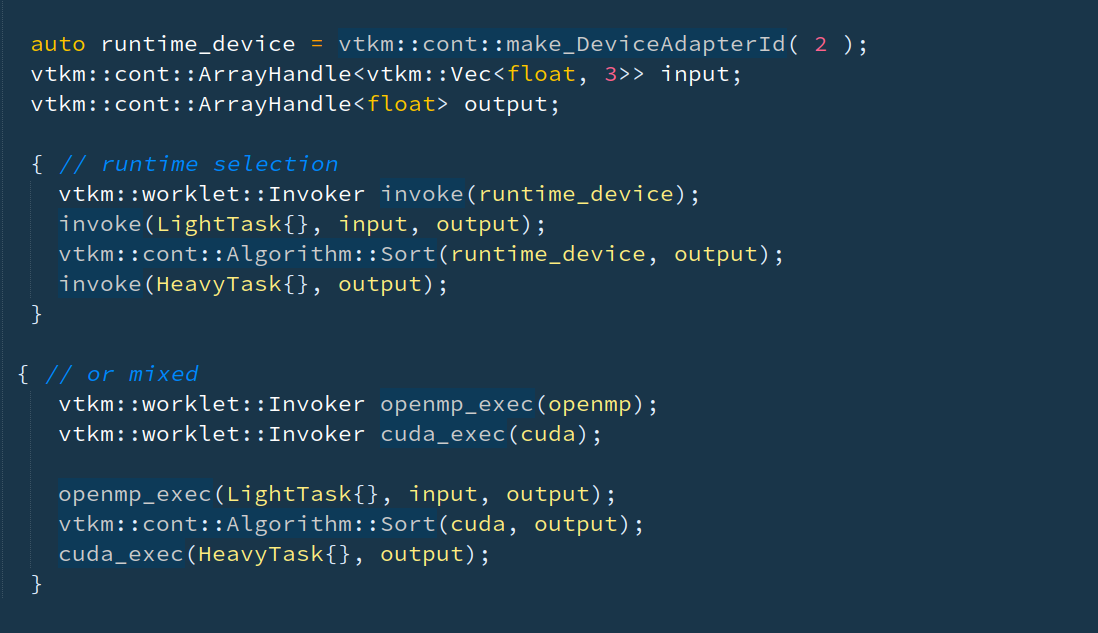 auto runtime_device = vtkm::cont::make_DeviceAdapterId( 2 );
vtkm::cont::ArrayHandle<vtkm::Vec<float, 3>> input;
vtkm::cont::ArrayHandle<float> output;
{ // runtime selection
vtkm::worklet::Invoker invoke(runtime_device);
invoke(LightTask{}, input, output);
vtkm::cont::Algorithm::Sort(runtime_device, output);
invoke(HeavyTask{}, output);
}
{ // or mixed
vtkm::worklet::Invoker openmp_exec(openmp);
vtkm::worklet::Invoker cuda_exec(cuda);
openmp_exec(LightTask{}, input, output);
vtkm::cont::Algorithm::Sort(cuda, output);
cuda_exec(HeavyTask{}, output);
}